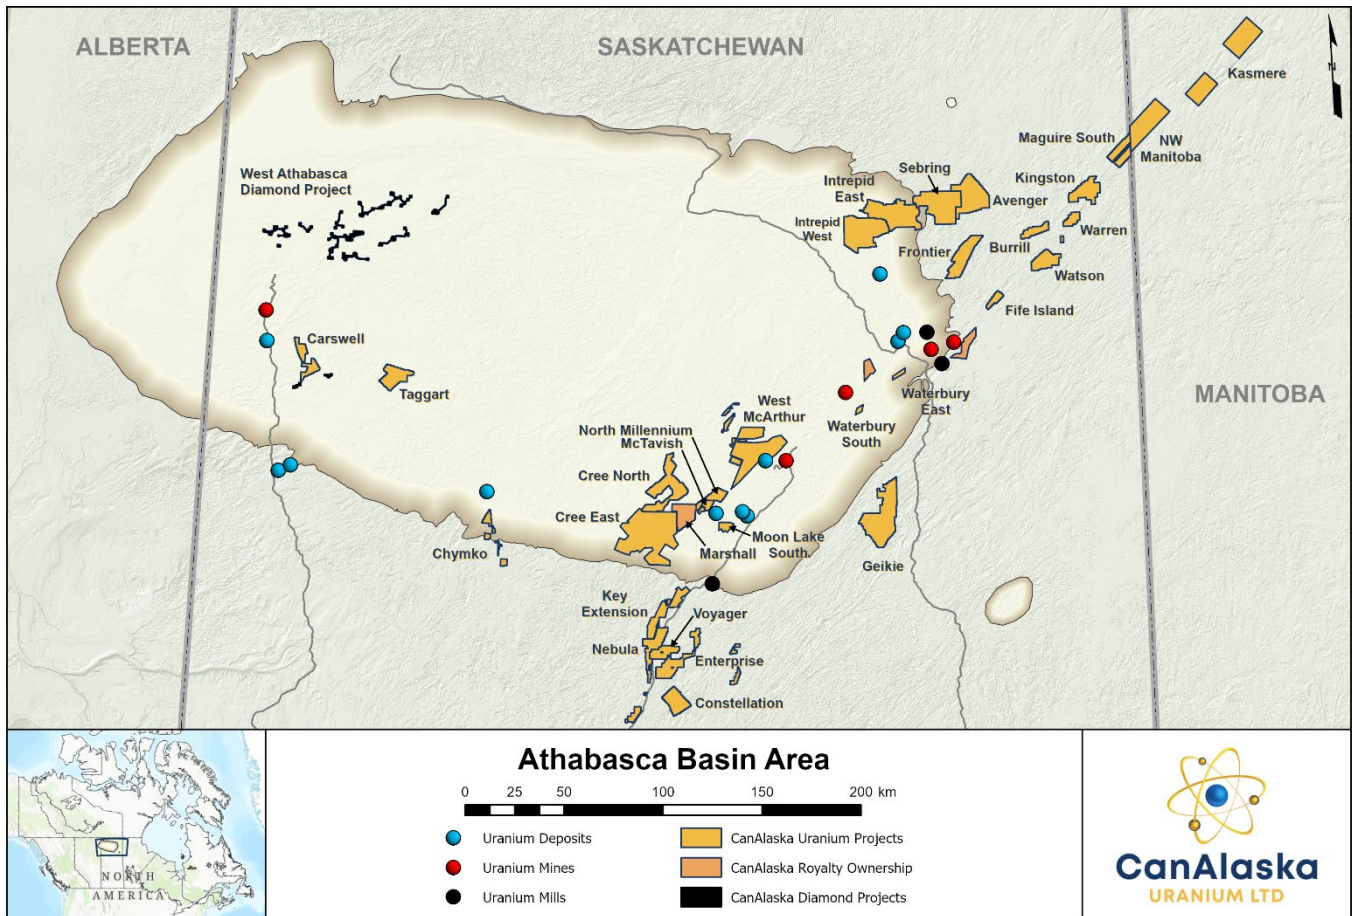 ALBERTA
SASKATCHEWAN
Kasmere
N
Maguire South
NW
Manitoba
West Athabasca
Diamond Project
Sebring
Intrepid
East
Kingston
Avenger
Intrepid
West
Warren
Frontier
Burrill
Watson
Fife Island
Carswell
Taggart
MANITOBA
Waterbury
East
West
McArthur
Waterbury
South
North Millennium
McTavish
Cree North
Cree East
Moon Lake
South
Chymko
Marshall
Geikie
Key
Extension
Voyager
Nebula
Enterprise
Constellation
Athabasca Basin Area
0 25 50 100 150 200 km
Uranium Deposits
Uranium Mines
Uranium Mills
CanAlaska Uranium Projects
CanAlaska Royalty Ownership
CanAlaska Diamond Projects
NORTH
AMERICA
CanAlaska
URANIUM LTD